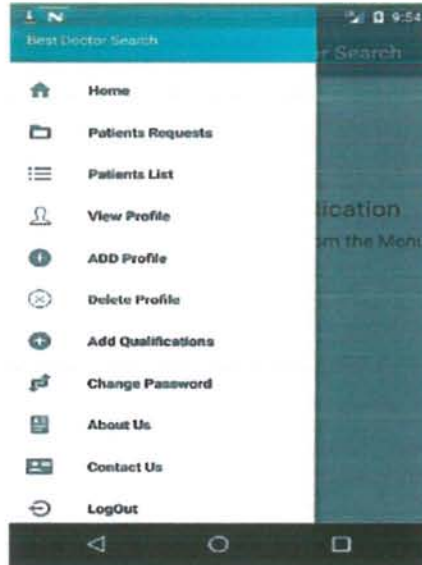 9:54
Best Doctor Search
r Search
Home
Patients Requests
Patients List
View Profile
lication
ADD Profile
om the Menu
Delete Profile
Add Qualifications
Change Password
About Us
Contact Us
LogOut